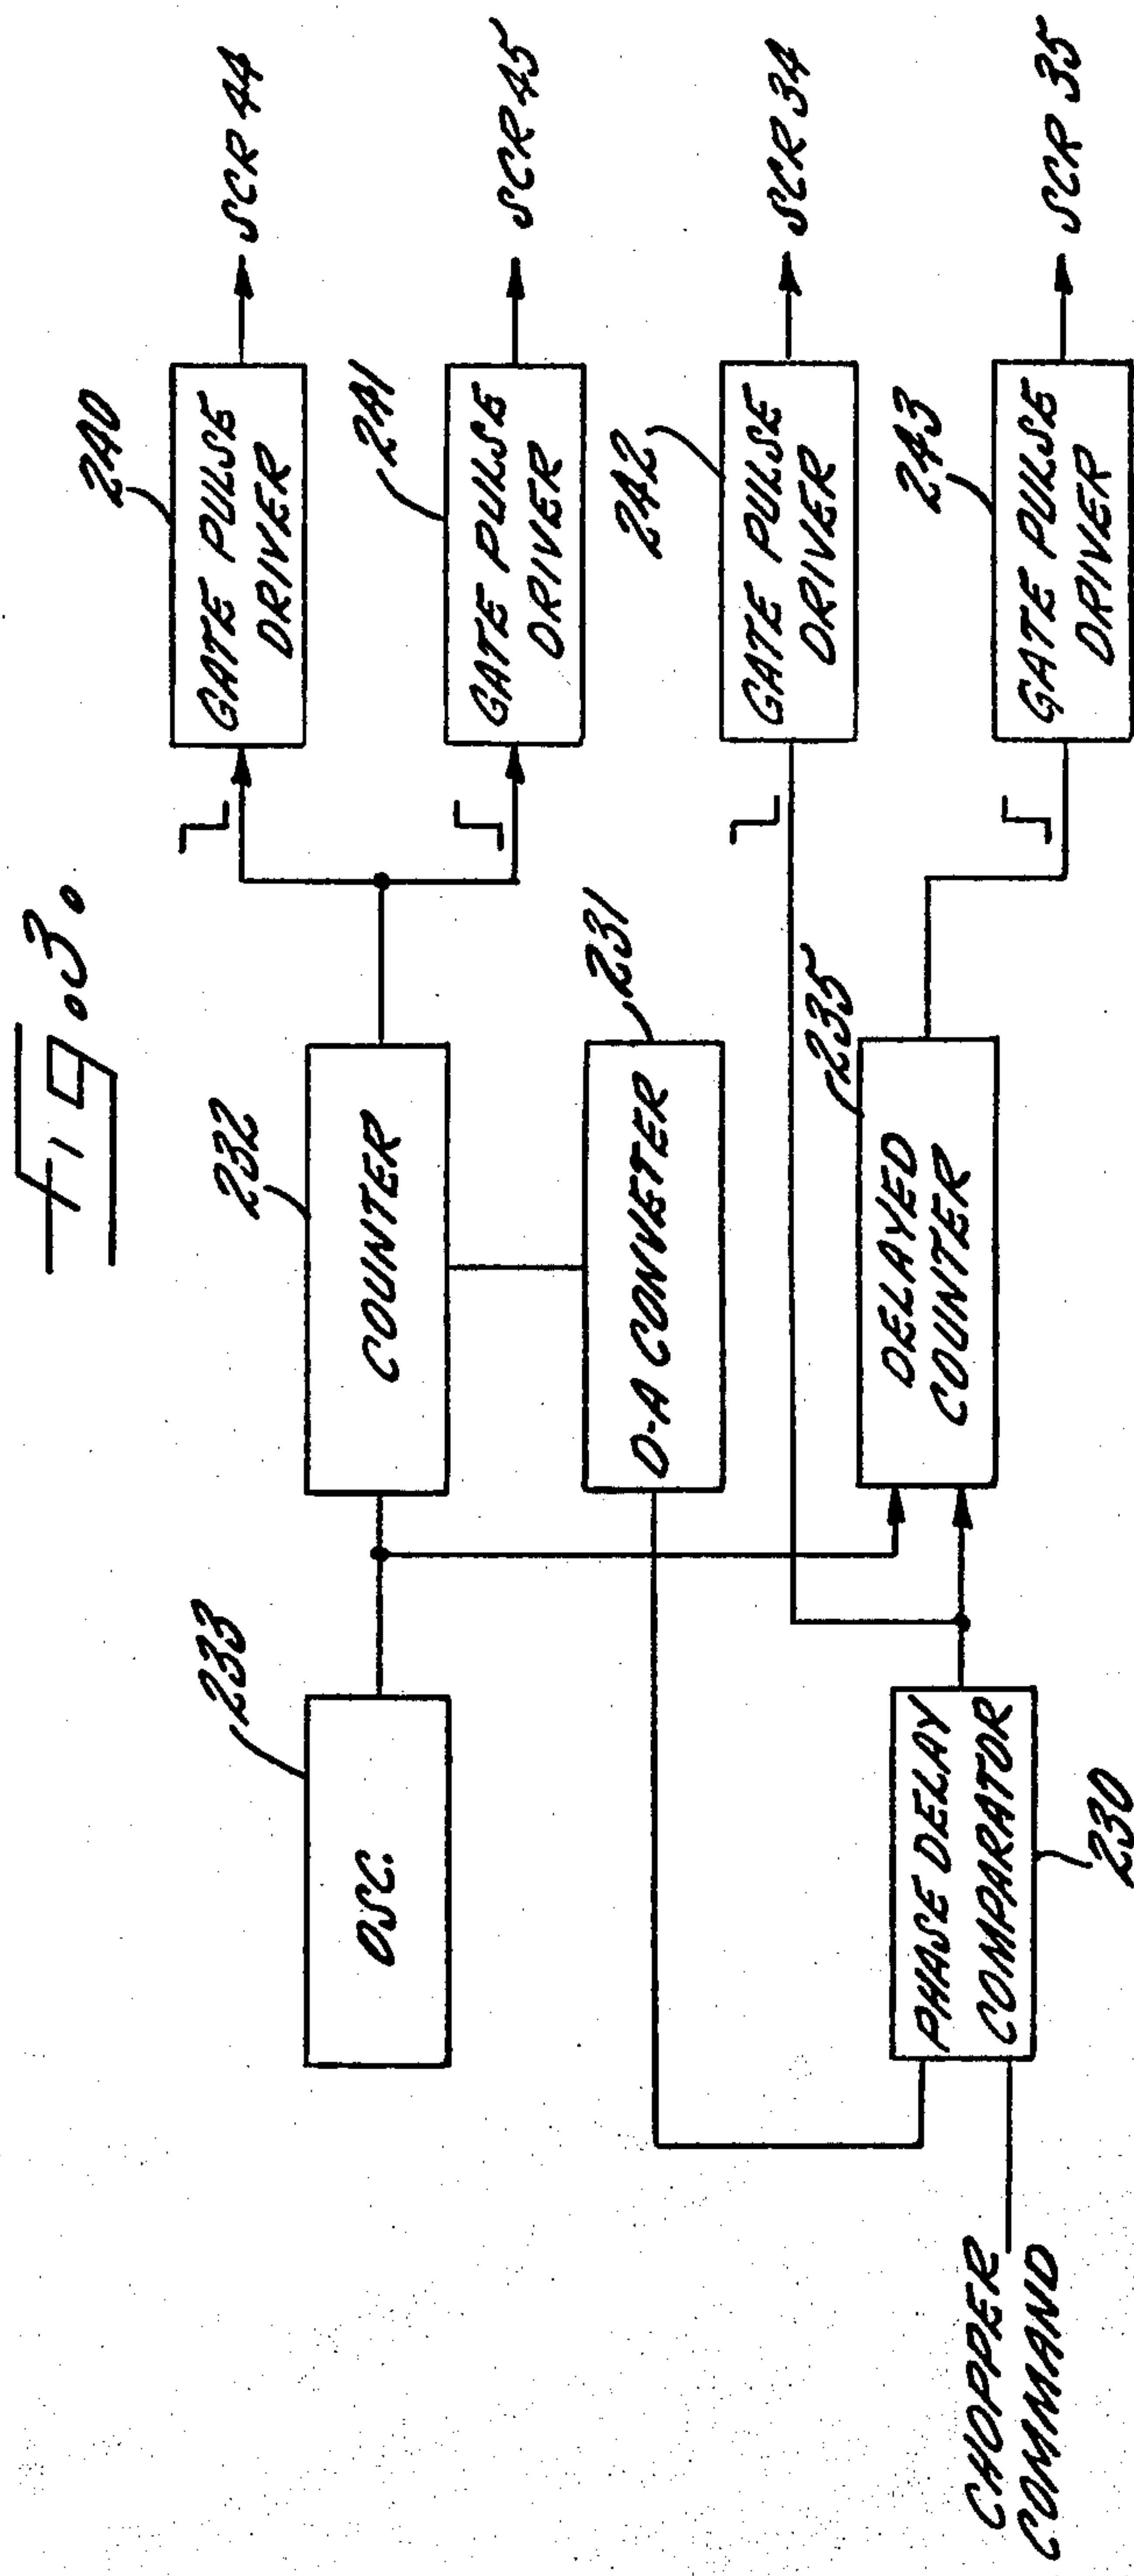 Fig. 3.
233
OSC.
232
COUNTER
D-A CONVETER
231
240
GATE PULSE
DRIVER
SCR 44
241
GATE PULSE
DRIVER
SCR 45
242
GATE PULSE
DRIVER
SCR 34
243
GATE PULSE
DRIVER
SCR 35
235
DELAYED
COUNTER
PHASE DELAY
COMPARATOR
230
CHOPPER
COMMAND